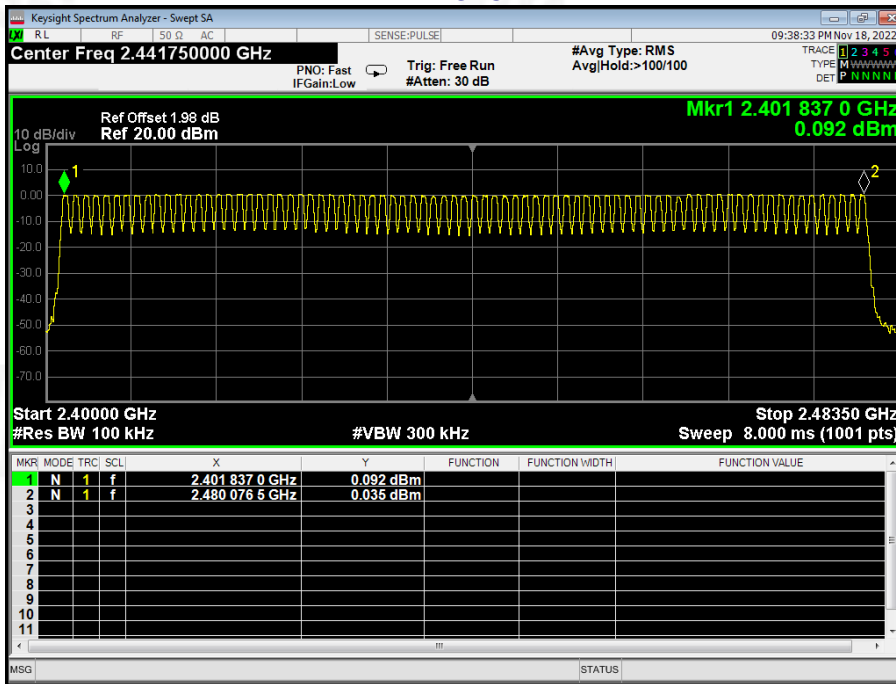 Keysight Spectrum Analyzer - Swept SA
LXI RL RF 50 Ω AC SENSE:PULSE 09:38:33 PM Nov 18, 2022
Center Freq 2.441750000 GHz
PNO: Fast
IFGain:Low
Trig: Free Run
#Atten: 30 dB
#Avg Type: RMS
Avg|Hold:>100/100
TRACE 1 2 3 4 5
TYPE M W W W W W
DET P N N N N
Mkr1 2.401 837 0 GHz
0.092 dBm
Ref Offset 1.98 dB
10 dB/div Ref 20.00 dBm
Log
1
2
10.0
0.00
-10.0
-20.0
-30.0
-40.0
-50.0
-60.0
-70.0
Start 2.40000 GHz Stop 2.48350 GHz
#Res BW 100 kHz #VBW 300 kHz Sweep 8.000 ms (1001 pts)
MKR MODE TRC SCL X Y FUNCTION FUNCTION WIDTH FUNCTION VALUE
1 N 1 f 2.401 837 0 GHz 0.092 dBm
2 N 1 f 2.480 076 5 GHz 0.035 dBm
3
4
5
6
7
8
9
10
11
MSG STATUS